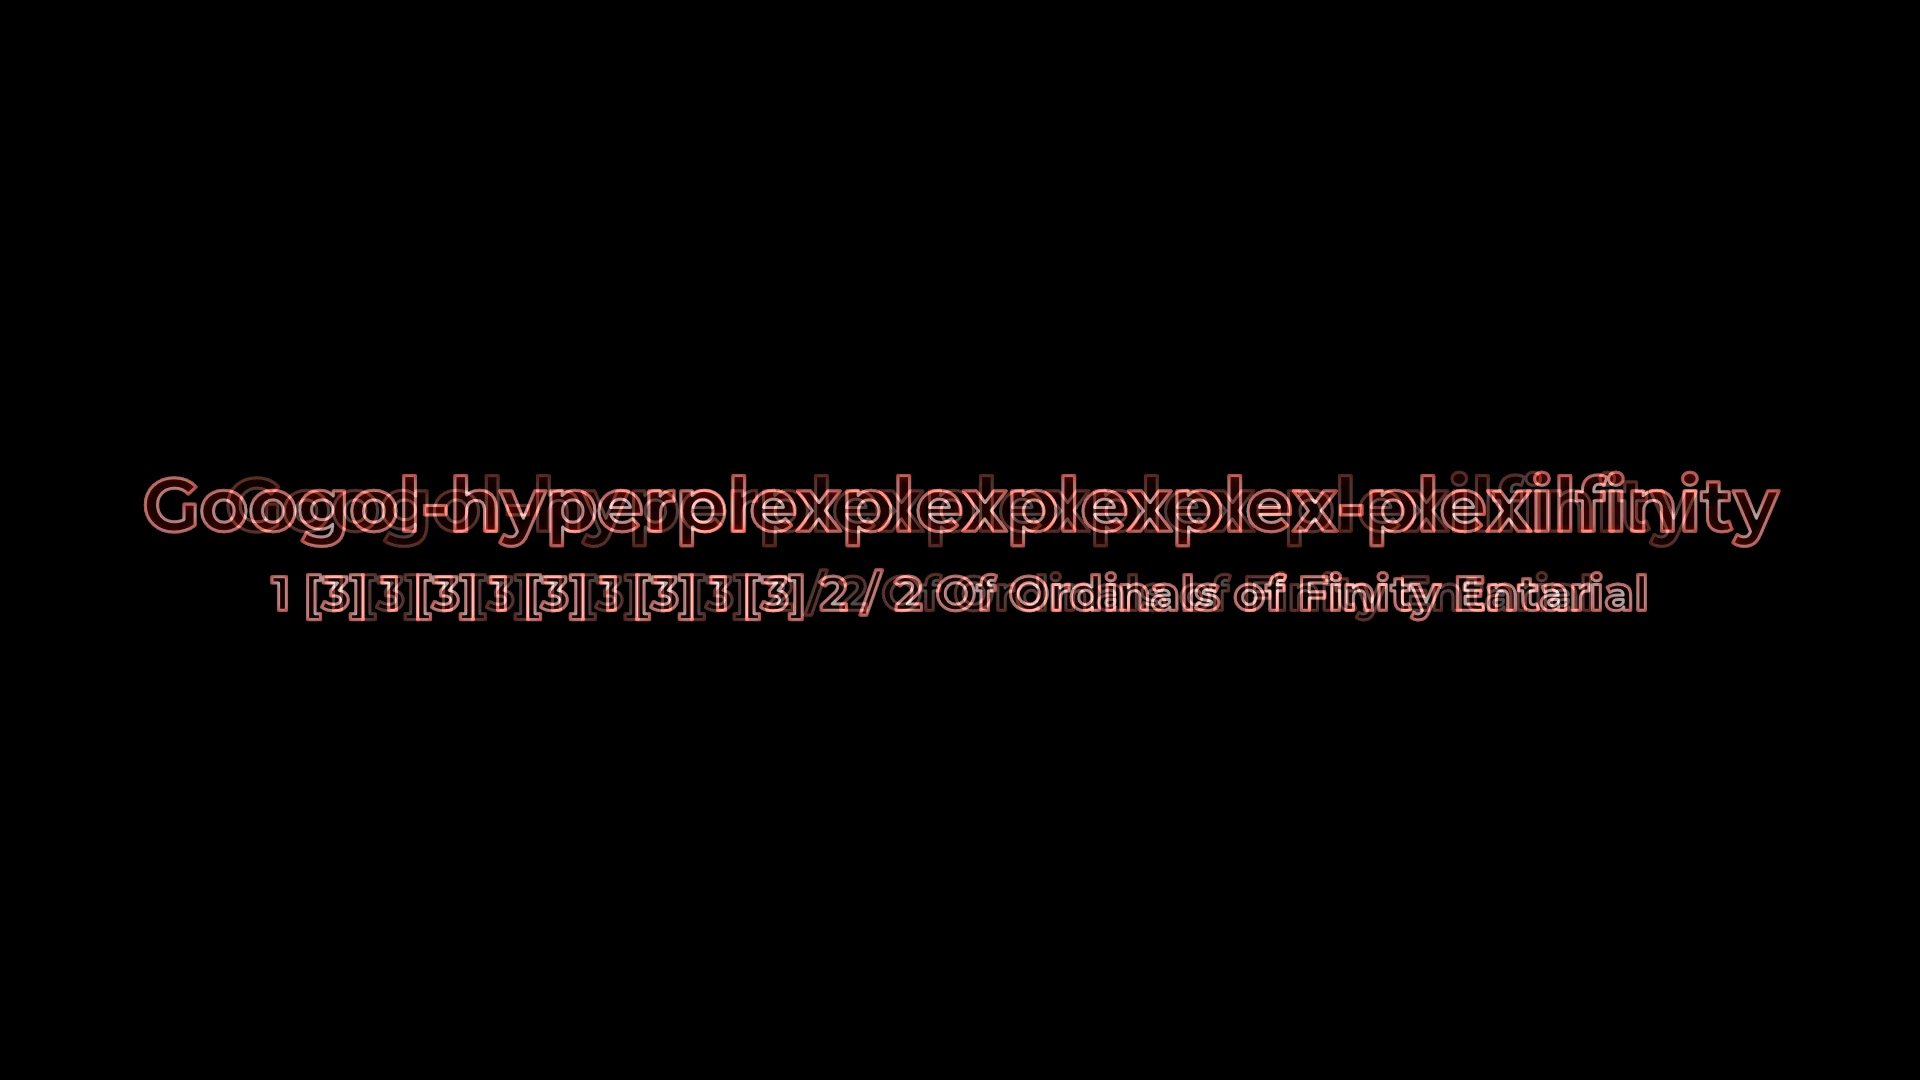 Googol-hyperplexplexplexplex-plexilfinity
1 [3] 1 [3] 1 [3] 1 [3] 1 [3] 2 / 2 Of Ordinals of Finity Entarial